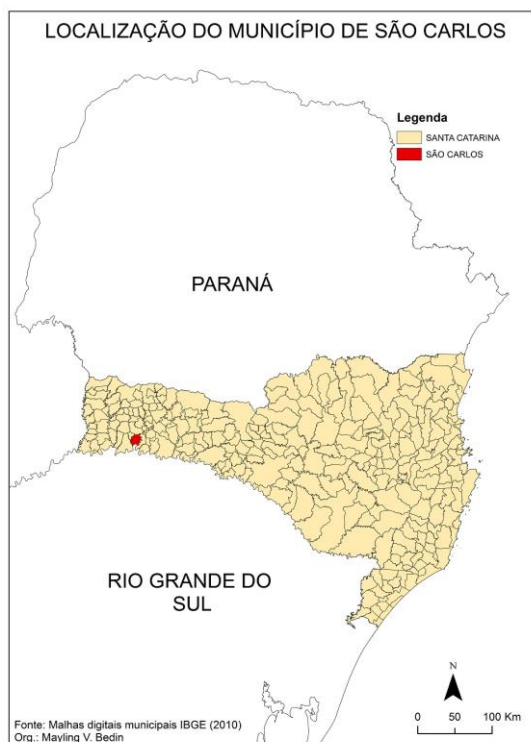 LOCALIZAÇÃO DO MUNICÍPIO DE SÃO CARLOS
Legenda
SANTA CATARINA
SÃO CARLOS
PARANÁ
RIO GRANDE DO
SUL
N
0 50 100 Km
Fonte: Malhas digitais municipais IBGE (2010)
Org.: Mayling V. Bedin